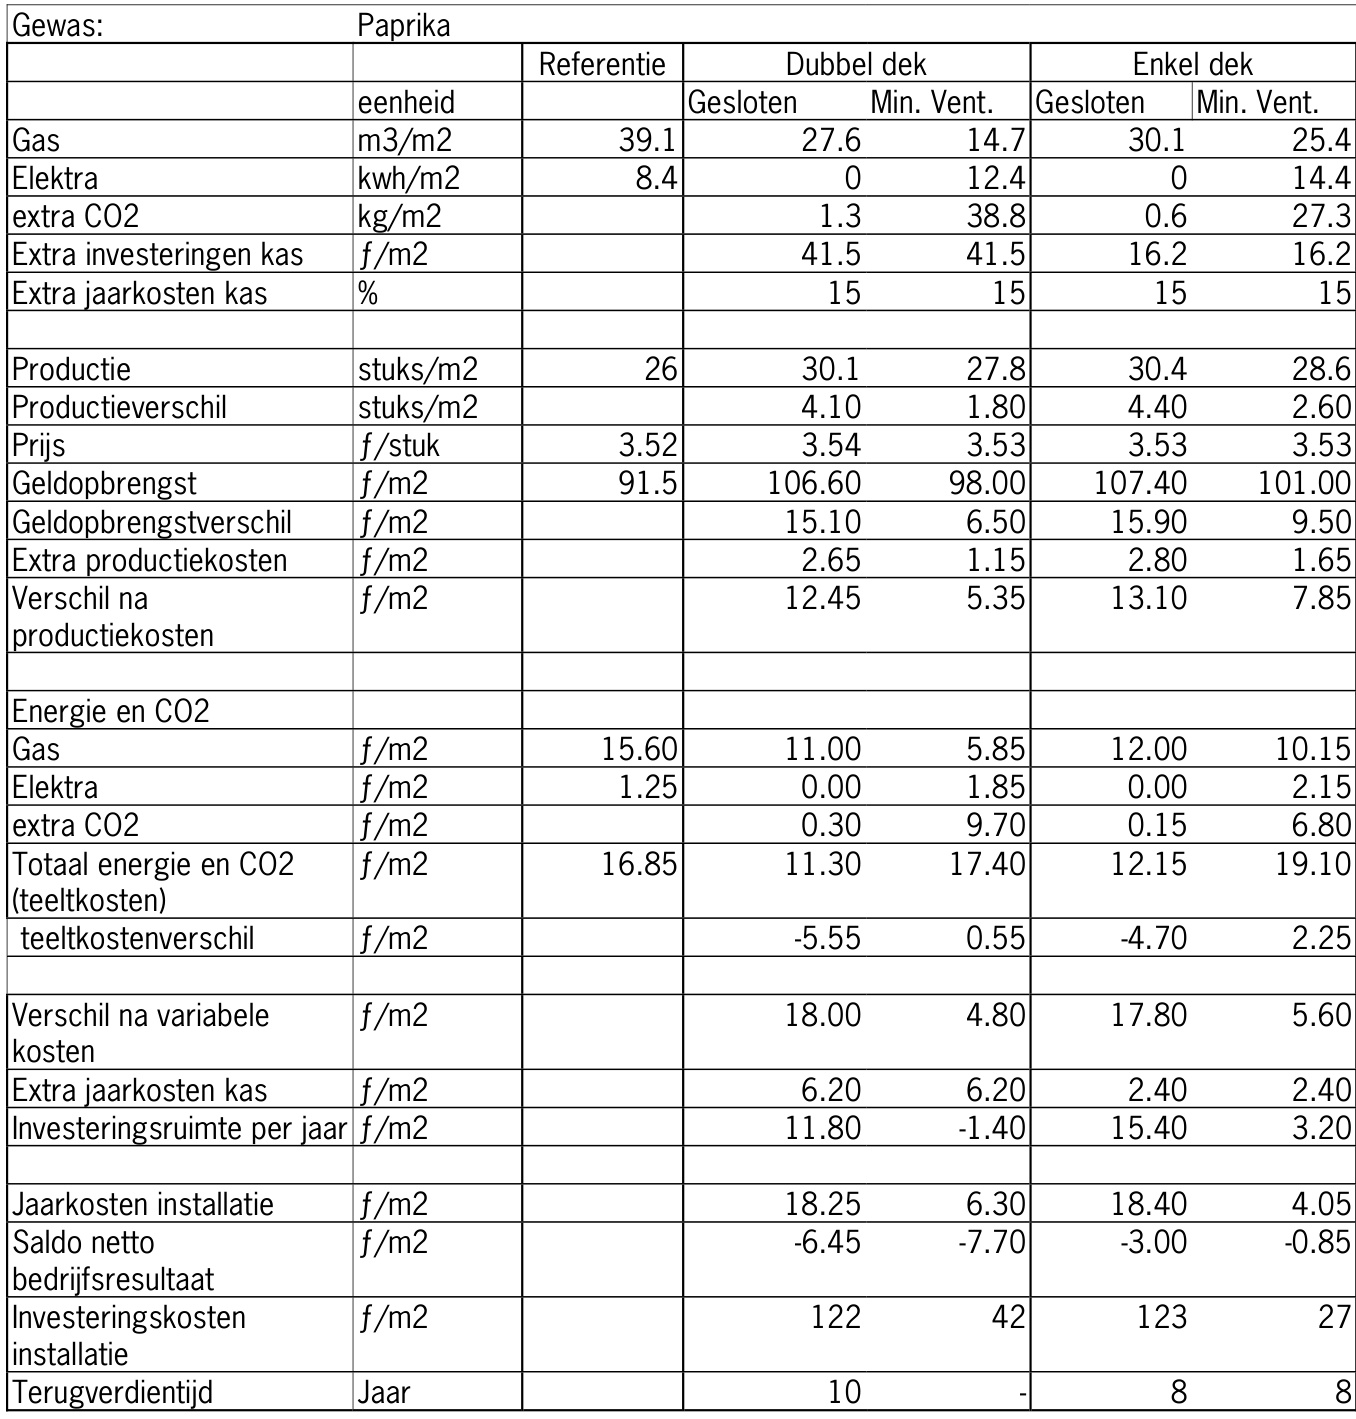 Gewas: Paprika
Referentie Dubbel dek Enkel dek
eenheid Gesloten Min. Vent. Gesloten Min. Vent.
Gas m3/m2 39.1 27.6 14.7 30.1 25.4
Elektra kwh/m2 8.4 0 12.4 0 14.4
extra CO2 kg/m2 1.3 38.8 0.6 27.3
Extra investeringen kas ƒ/m2 41.5 41.5 16.2 16.2
Extra jaarkosten kas % 15 15 15 15
Productie stuks/m2 26 30.1 27.8 30.4 28.6
Productieverschil stuks/m2 4.10 1.80 4.40 2.60
Prijs ƒ/stuk 3.52 3.54 3.53 3.53 3.53
Geldopbrengst ƒ/m2 91.5 106.60 98.00 107.40 101.00
Geldopbrengstverschil ƒ/m2 15.10 6.50 15.90 9.50
Extra productiekosten ƒ/m2 2.65 1.15 2.80 1.65
Verschil na ƒ/m2 12.45 5.35 13.10 7.85
productiekosten
Energie en CO2
Gas ƒ/m2 15.60 11.00 5.85 12.00 10.15
Elektra ƒ/m2 1.25 0.00 1.85 0.00 2.15
extra CO2 ƒ/m2 0.30 9.70 0.15 6.80
Totaal energie en CO2 ƒ/m2 16.85 11.30 17.40 12.15 19.10
(teeltkosten)
teeltkostenverschil ƒ/m2 -5.55 0.55 -4.70 2.25
Verschil na variabele ƒ/m2 18.00 4.80 17.80 5.60
kosten
Extra jaarkosten kas ƒ/m2 6.20 6.20 2.40 2.40
Investeringsruimte per jaar ƒ/m2 11.80 -1.40 15.40 3.20
Jaarkosten installatie ƒ/m2 18.25 6.30 18.40 4.05
Saldo netto ƒ/m2 -6.45 -7.70 -3.00 -0.85
bedrijfsresultaat
Investeringskosten ƒ/m2 122 42 123 27
installatie
Terugverdientijd Jaar 10 - 8 8